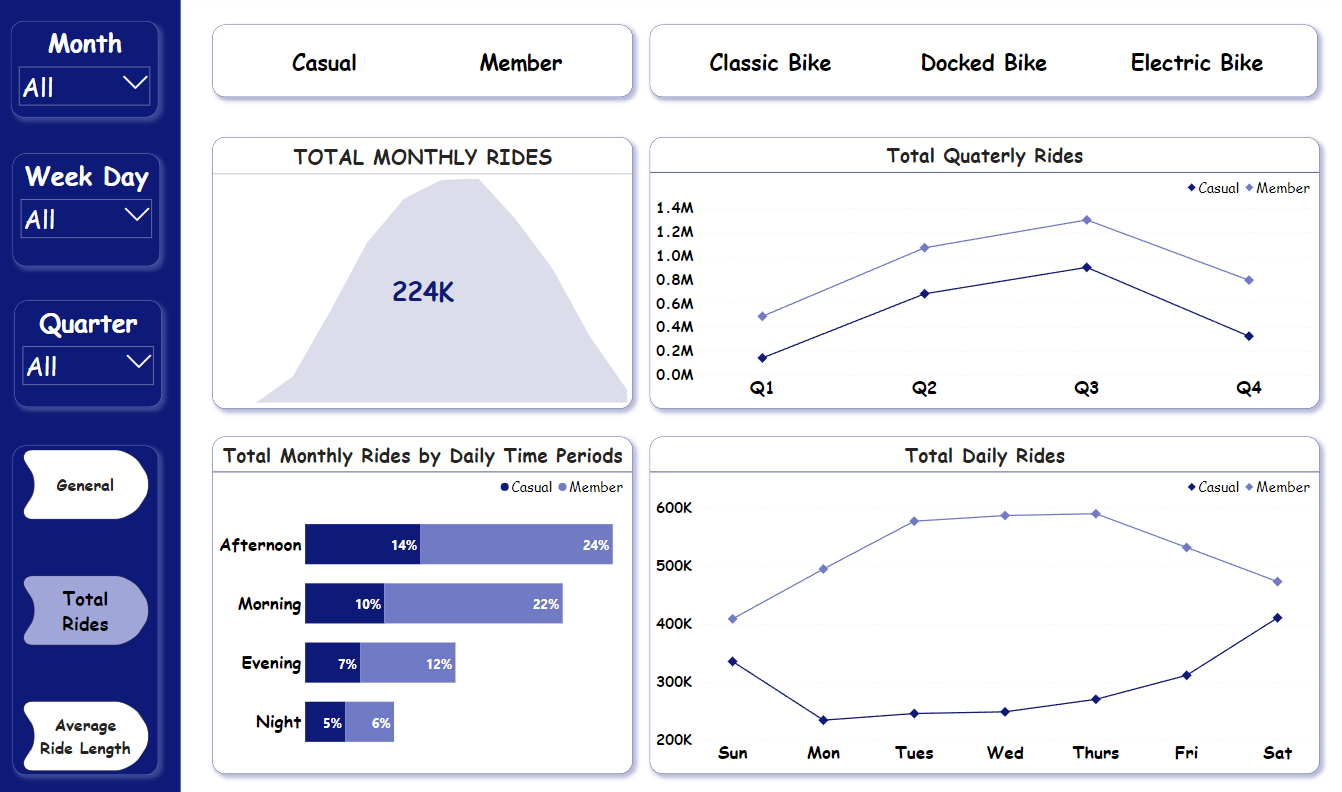 Month
All
Week Day
All
Quarter
All
General
Total
Rides
Average
Ride Length
Casual Member
Classic Bike Docked Bike Electric Bike
TOTAL MONTHLY RIDES
224K
Total Quaterly Rides
Casual Member
1.4M
1.2M
1.0M
0.8M
0.6M
0.4M
0.2M
0.0M
Q1 Q2 Q3 Q4
Total Monthly Rides by Daily Time Periods
Casual Member
Afternoon 14% 24%
Morning 10% 22%
Evening 7% 12%
Night 5% 6%
Total Daily Rides
Casual Member
600K
500K
400K
300K
200K
Sun Mon Tues Wed Thurs Fri Sat